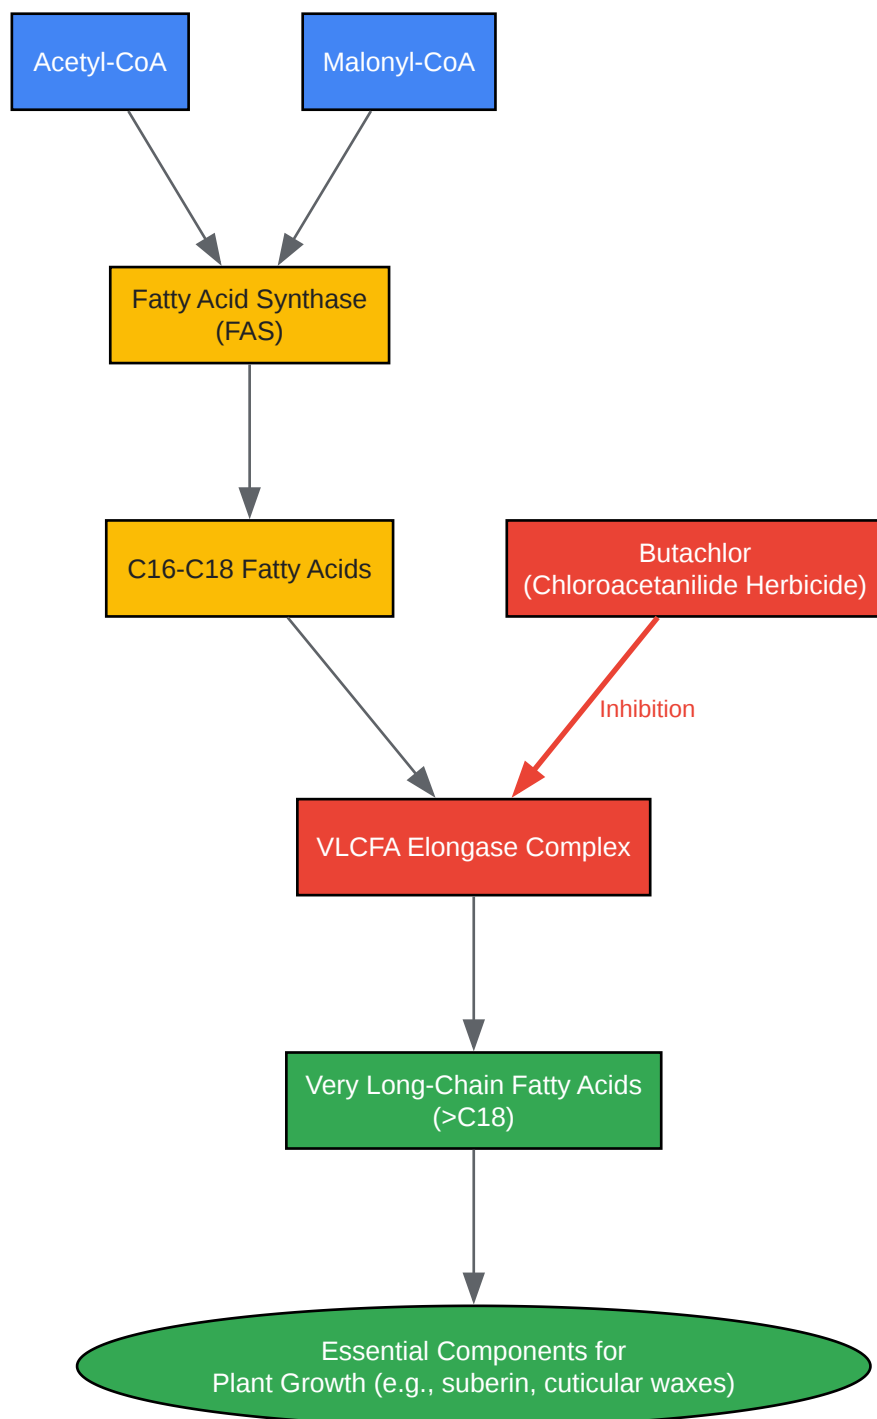 Acetyl-CoA
Malonyl-CoA
Fatty Acid Synthase
(FAS)
C16-C18 Fatty Acids
Butachlor
(Chloroacetanilide Herbicide)
Inhibition
VLCFA Elongase Complex
Very Long-Chain Fatty Acids
(>C18)
Essential Components for
Plant Growth (e.g., suberin, cuticular waxes)